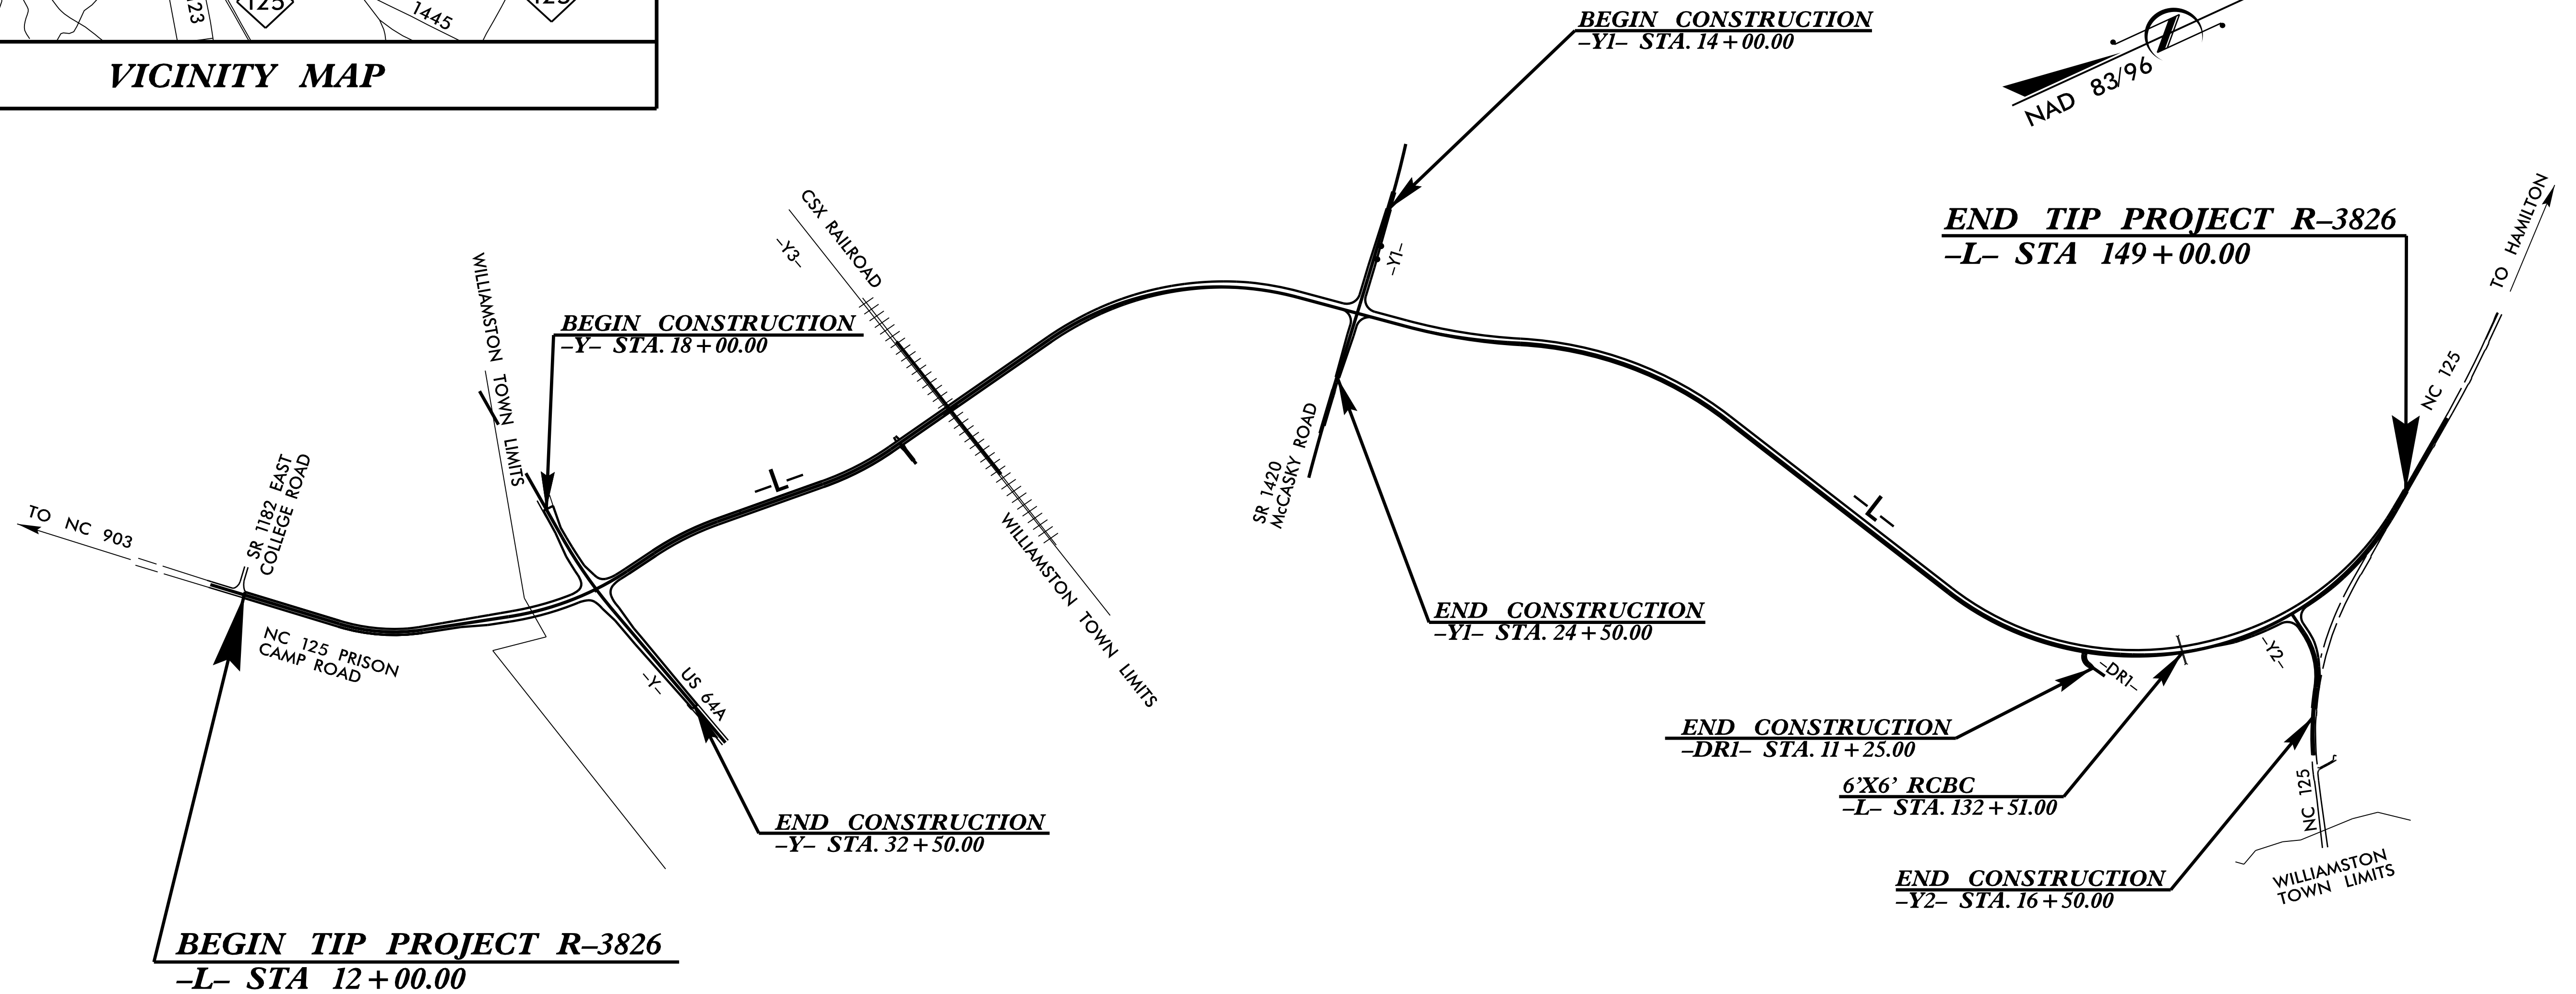 125
1445
VICINITY MAP
BEGIN CONSTRUCTION
–Y1– STA. 14+00.00
NAD 83/96
END TIP PROJECT R–3826
–L– STA 149+00.00
TO HAMILTON
NC 125
CSX RAILROAD
–Y3–
–Y1–
WILLIAMSTON TOWN LIMITS
BEGIN CONSTRUCTION
–Y– STA. 18+00.00
–L–
SR 1420
McCASKY ROAD
–L–
SR 1182 EAST
COLLEGE ROAD
TO NC 903
NC 125 PRISON
CAMP ROAD
WILLIAMSTON TOWN LIMITS
US 64A
–Y–
END CONSTRUCTION
–Y1– STA. 24+50.00
–Y2–
–DR1–
END CONSTRUCTION
–DR1– STA. 11+25.00
6'X6' RCBC
–L– STA. 132+51.00
NC 125
END CONSTRUCTION
–Y– STA. 32+50.00
END CONSTRUCTION
–Y2– STA. 16+50.00
WILLIAMSTON
TOWN LIMITS
BEGIN TIP PROJECT R–3826
–L– STA 12+00.00